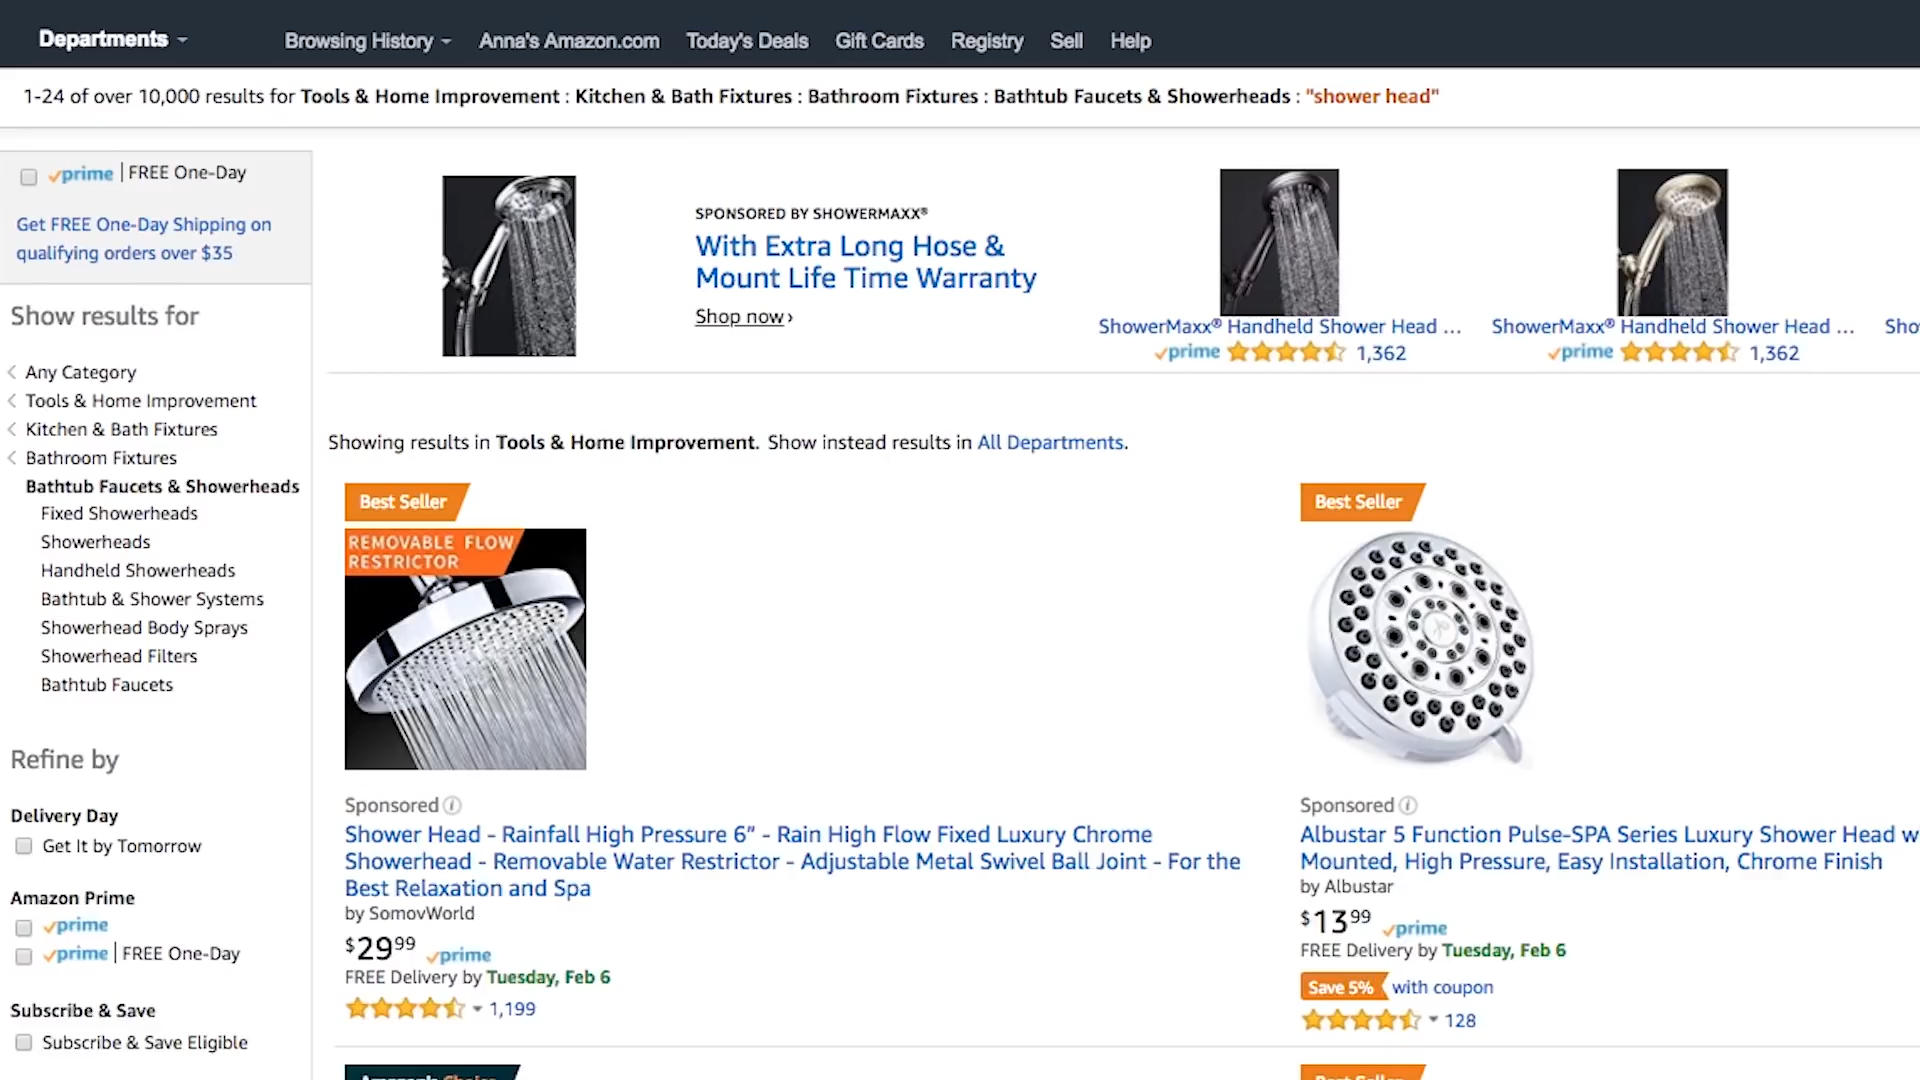 Departments
Browsing History
Anna's Amazon.com
Today's Deals
Gift Cards
Registry
Sell
Help
1-24 of over 10,000 results for Tools & Home Improvement : Kitchen & Bath Fixtures : Bathroom Fixtures : Bathtub Faucets & Showerheads : "shower head"
prime | FREE One-Day
Get FREE One-Day Shipping on
qualifying orders over $35
Show results for
Any Category
Tools & Home Improvement
Kitchen & Bath Fixtures
Bathroom Fixtures
Bathtub Faucets & Showerheads
Fixed Showerheads
Showerheads
Handheld Showerheads
Bathtub & Shower Systems
Showerhead Body Sprays
Showerhead Filters
Bathtub Faucets
Refine by
Delivery Day
Get It by Tomorrow
Amazon Prime
prime
prime | FREE One-Day
Subscribe & Save
Subscribe & Save Eligible
SPONSORED BY SHOWERMAXX®
With Extra Long Hose &
Mount Life Time Warranty
Shop now ›
ShowerMaxx® Handheld Shower Head ...
prime 1,362
ShowerMaxx® Handheld Shower Head ...
prime 1,362
Sho
Showing results in Tools & Home Improvement. Show instead results in All Departments.
Best Seller
REMOVABLE FLOW
RESTRICTOR
Sponsored
Shower Head - Rainfall High Pressure 6” - Rain High Flow Fixed Luxury Chrome
Showerhead - Removable Water Restrictor - Adjustable Metal Swivel Ball Joint - For the
Best Relaxation and Spa
by SomovWorld
$29 99 prime
FREE Delivery by Tuesday, Feb 6
1,199
Best Seller
Sponsored
Albustar 5 Function Pulse-SPA Series Luxury Shower Head w
Mounted, High Pressure, Easy Installation, Chrome Finish
by Albustar
$13 99 prime
FREE Delivery by Tuesday, Feb 6
Save 5% with coupon
128
Amazon's Choice
Best Seller